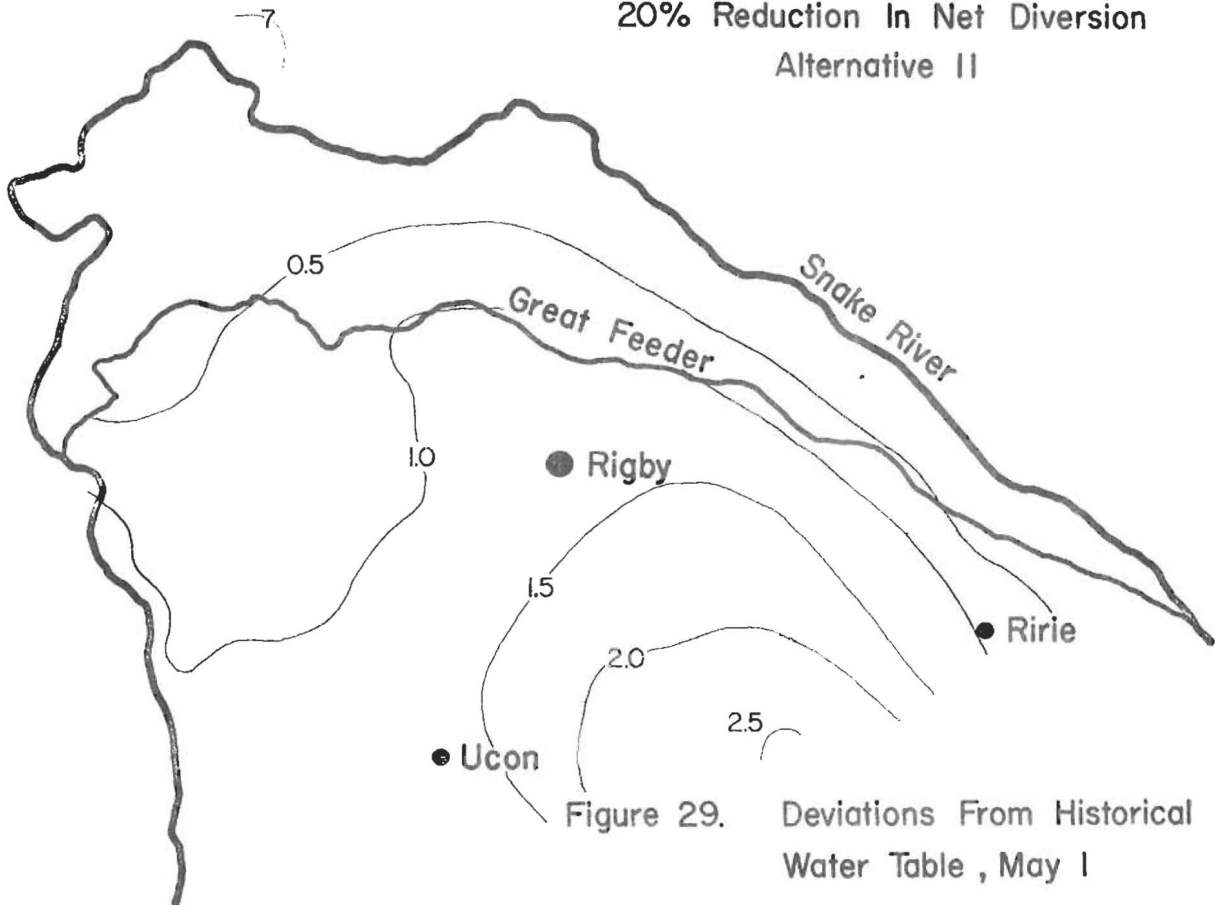 7
20% Reduction In Net Diversion
Alternative II
0.5
Snake River
Great Feeder
1.0
Rigby
1.5
Ririe
2.0
2.5
Ucon
Figure 29. Deviations From Historical
Water Table , May 1